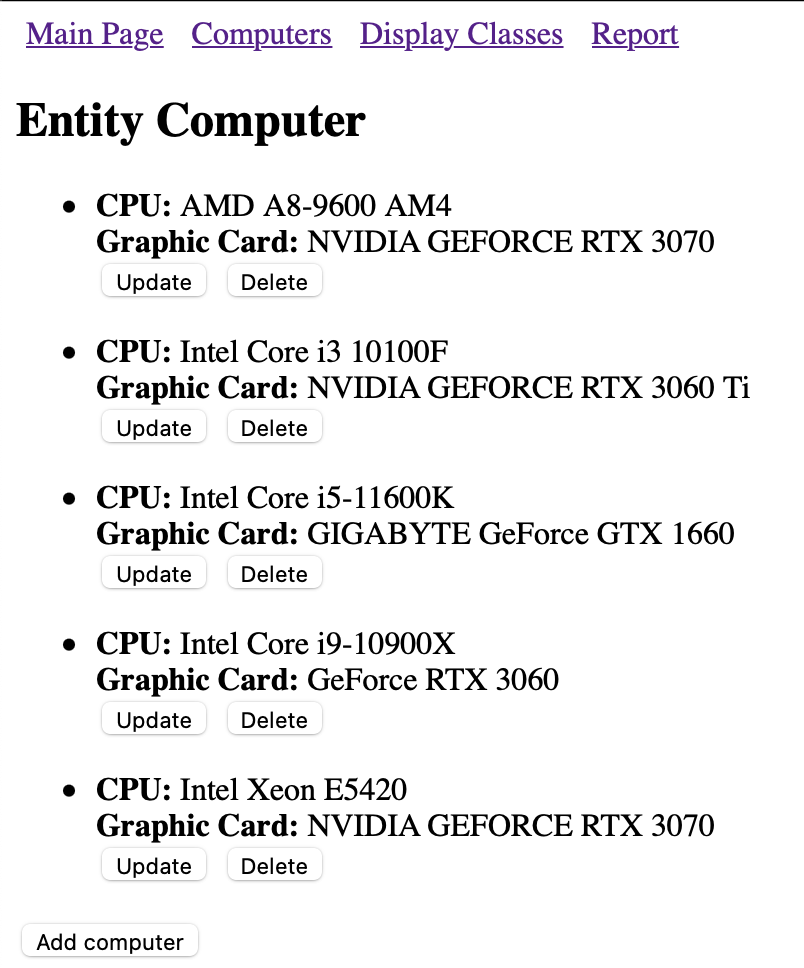 Main Page Computers Display Classes Report
Entity Computer
CPU: AMD A8-9600 AM4
Graphic Card: NVIDIA GEFORCE RTX 3070
Update Delete
CPU: Intel Core i3 10100F
Graphic Card: NVIDIA GEFORCE RTX 3060 Ti
Update Delete
CPU: Intel Core i5-11600K
Graphic Card: GIGABYTE GeForce GTX 1660
Update Delete
CPU: Intel Core i9-10900X
Graphic Card: GeForce RTX 3060
Update Delete
CPU: Intel Xeon E5420
Graphic Card: NVIDIA GEFORCE RTX 3070
Update Delete
Add computer